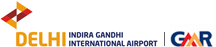 DELHI INDIRA GANDHI
INTERNATIONAL AIRPORT
GMR